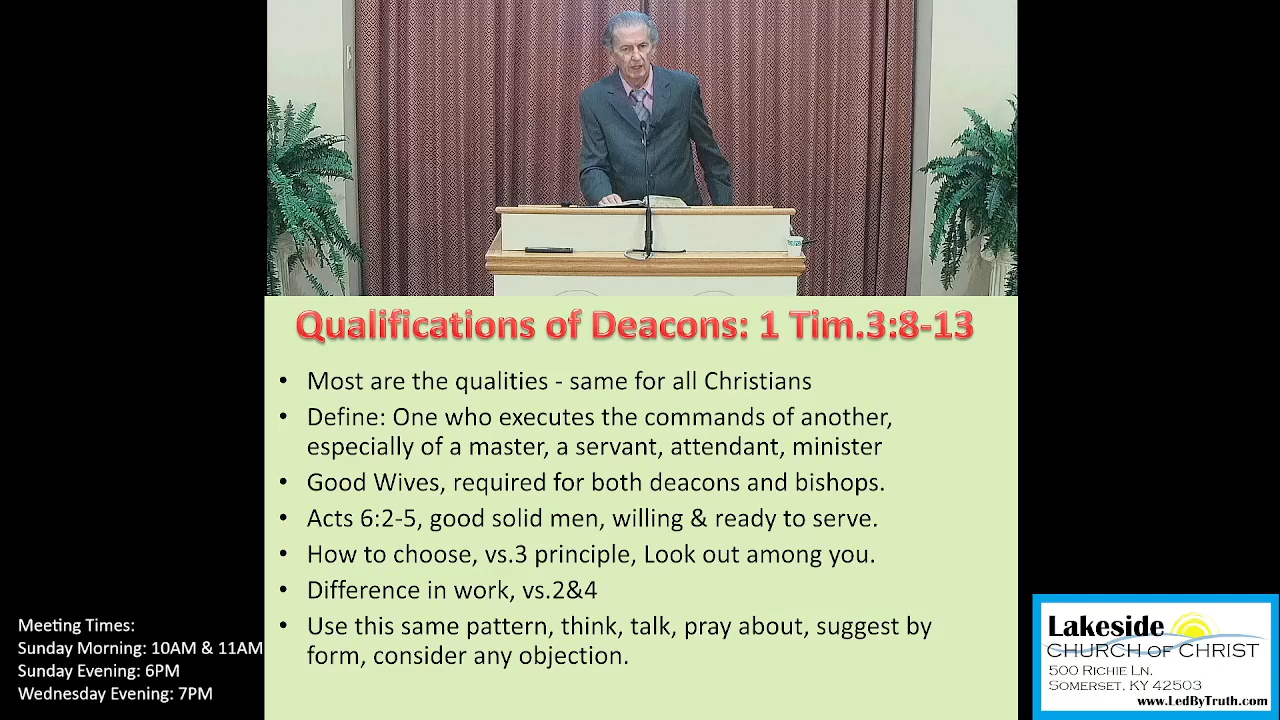 Qualifications of Deacons: 1 Tim.3:8-13
• Most are the qualities - same for all Christians
• Define: One who executes the commands of another,
especially of a master, a servant, attendant, minister
• Good Wives, required for both deacons and bishops.
• Acts 6:2-5, good solid men, willing & ready to serve.
• How to choose, vs.3 principle, Look out among you.
• Difference in work, vs.2&4
• Use this same pattern, think, talk, pray about, suggest by
form, consider any objection.
Meeting Times:
Sunday Morning: 10AM & 11AM
Sunday Evening: 6PM
Wednesday Evening: 7PM
Lakeside
CHURCH OF CHRIST
500 RICHIE LN.
SOMERSET, KY 42503
www.LedByTruth.com